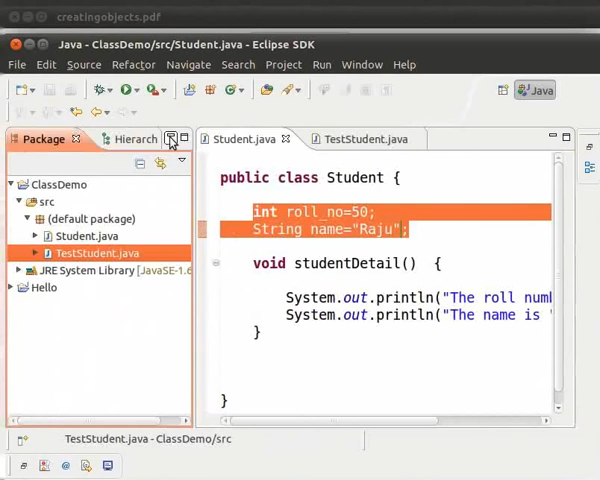 creatingobjects.pdf
Java - ClassDemo/src/Student.java - Eclipse SDK
File Edit Source Refactor Navigate Search Project Run Window Help
Java
Package Hierarch Student.java TestStudent.java
ClassDemo
src
(default package)
Student.java
TestStudent.java
JRE System Library [JavaSE-1.6
Hello
public class Student {
int roll_no=50;
String name="Raju";
void studentDetail() {
System.out.println("The roll num
System.out.println("The name is "
}
}
TestStudent.java - ClassDemo/src